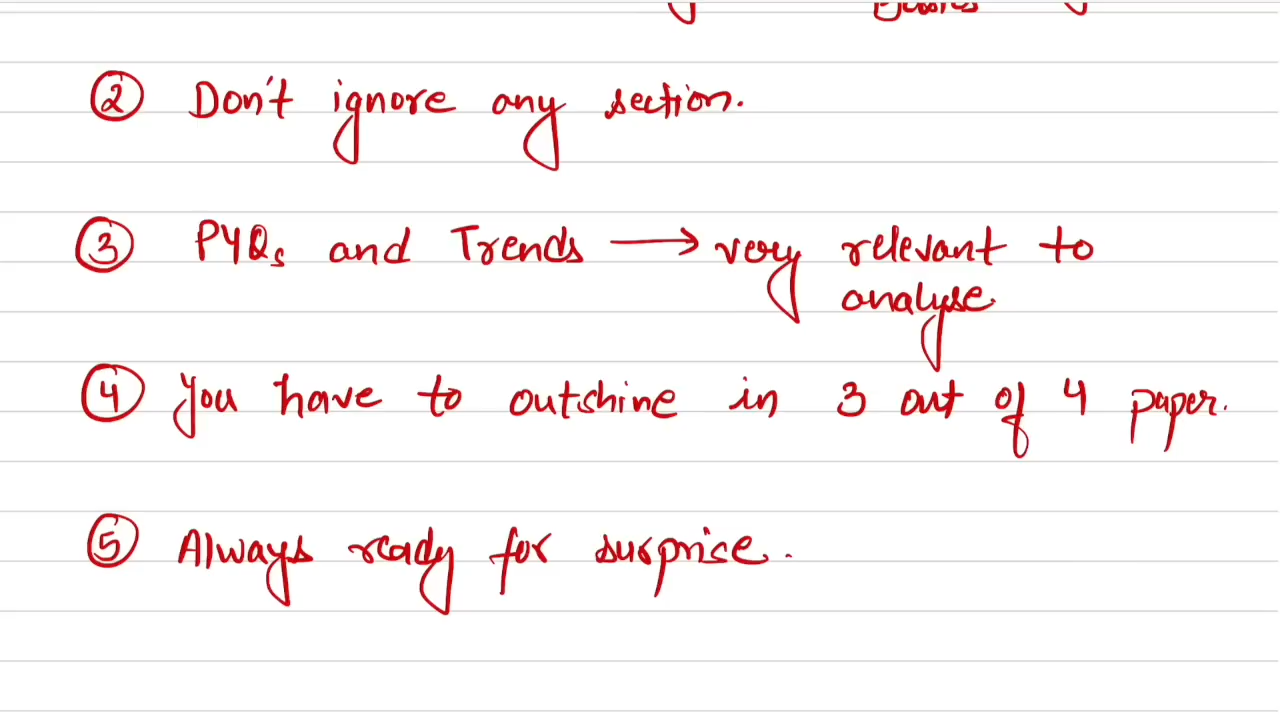 ② Don't ignore any section.
③ PYQs and Trends → very relevant to
analyse.
④ You have to outshine in 3 out of 4 paper.
⑤ Always ready for surprise.